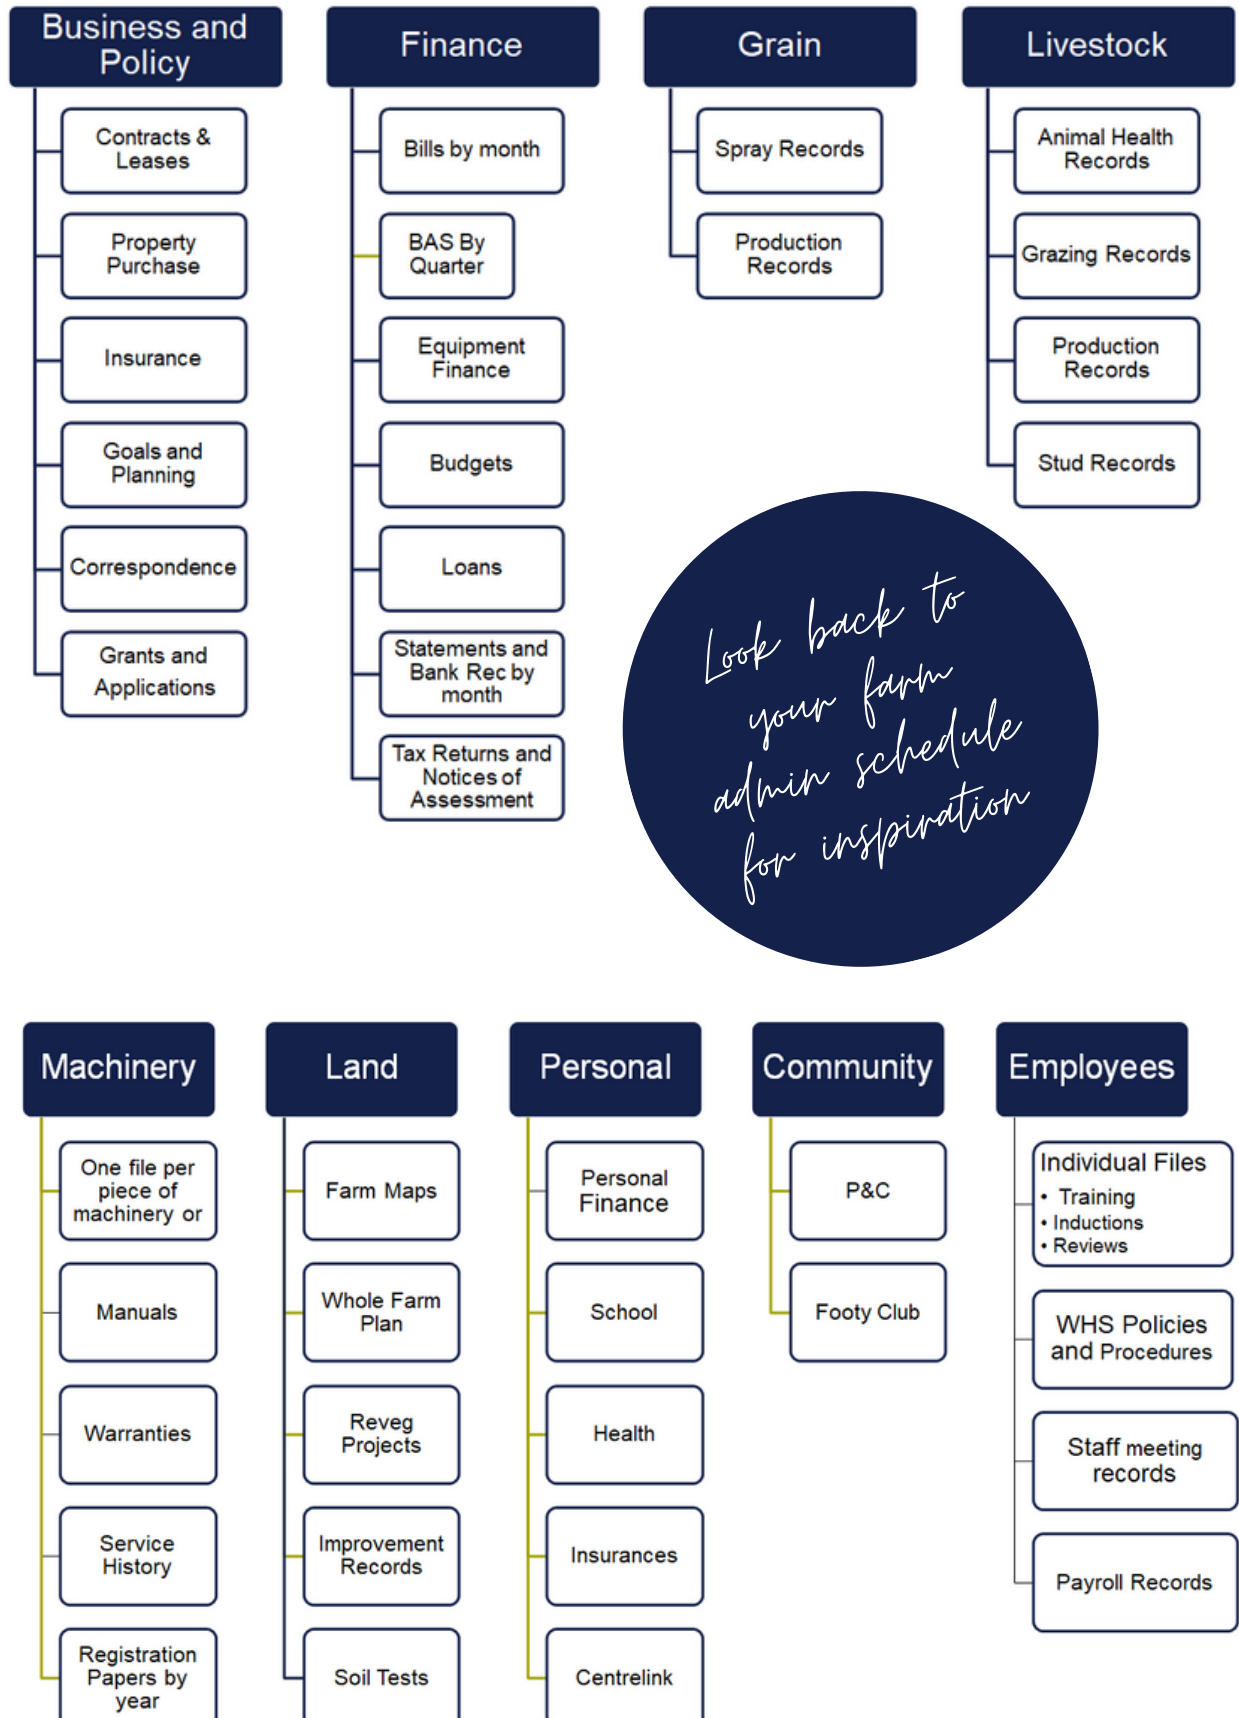 Business and
Policy
Contracts &
Leases
Property
Purchase
Insurance
Goals and
Planning
Correspondence
Grants and
Applications
Finance
Bills by month
BAS By
Quarter
Equipment
Finance
Budgets
Loans
Statements and
Bank Rec by
month
Tax Returns and
Notices of
Assessment
Grain
Spray Records
Production
Records
Livestock
Animal Health
Records
Grazing Records
Production
Records
Stud Records
Look back to
your farm
admin schedule
for inspiration
Machinery
One file per
piece of
machinery or
Manuals
Warranties
Service
History
Registration
Papers by
year
Land
Farm Maps
Whole Farm
Plan
Reveg
Projects
Improvement
Records
Soil Tests
Personal
Personal
Finance
School
Health
Insurances
Centrelink
Community
P&C
Footy Club
Employees
Individual Files
• Training
• Inductions
• Reviews
WHS Policies
and Procedures
Staff meeting
records
Payroll Records